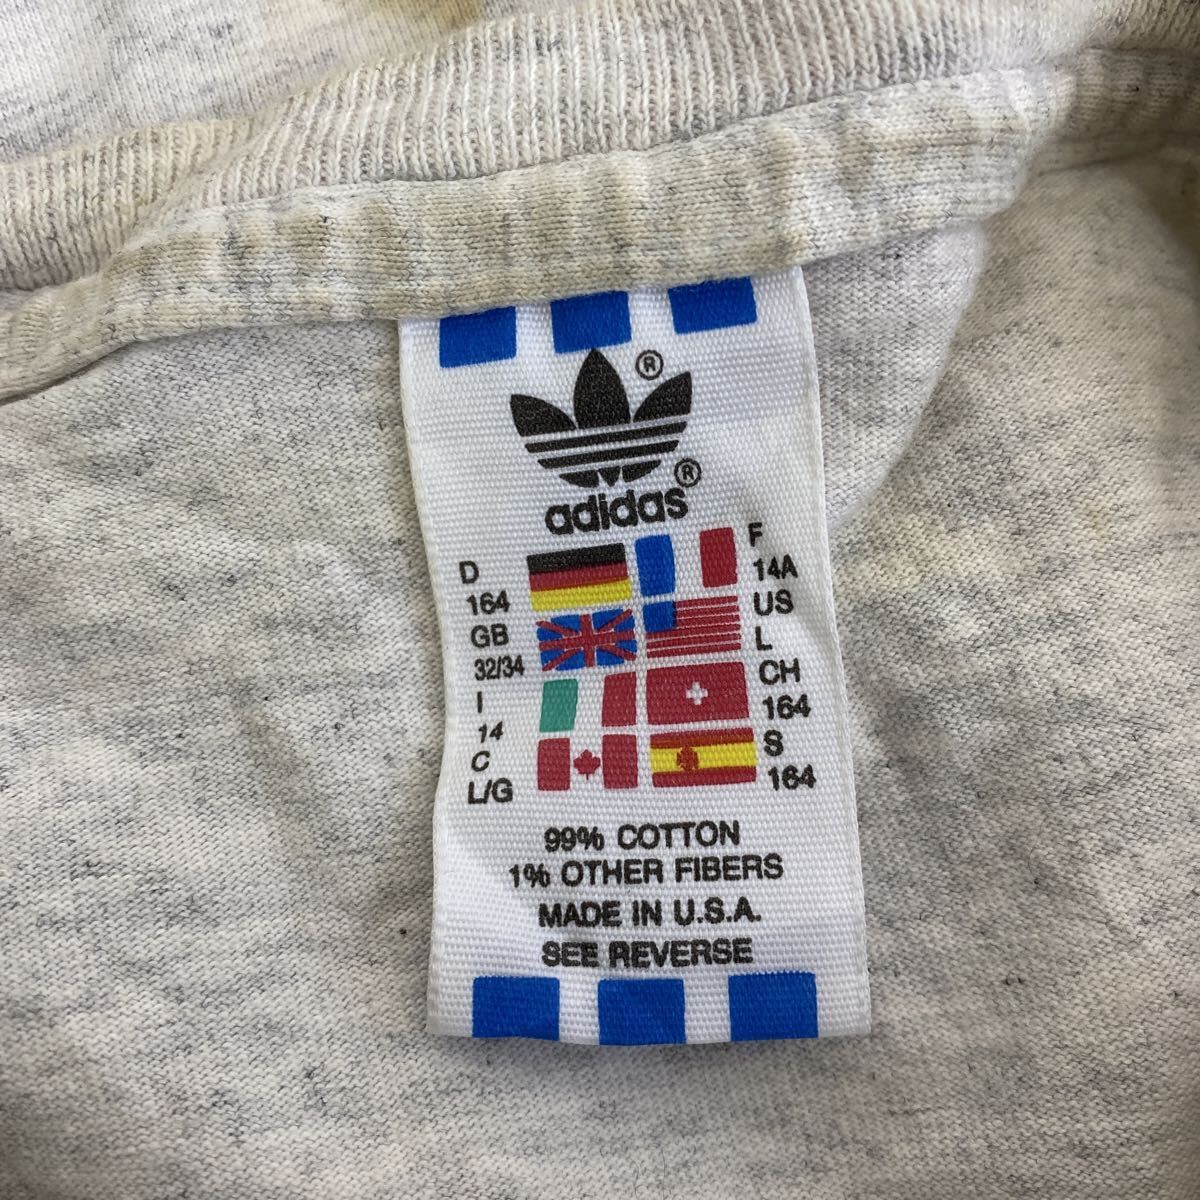 ®
®
adidas
D
164
GB
32/34
I
14
C
L/G
F
14A
US
L
CH
164
S
164
99% COTTON
1% OTHER FIBERS
MADE IN U.S.A.
SEE REVERSE